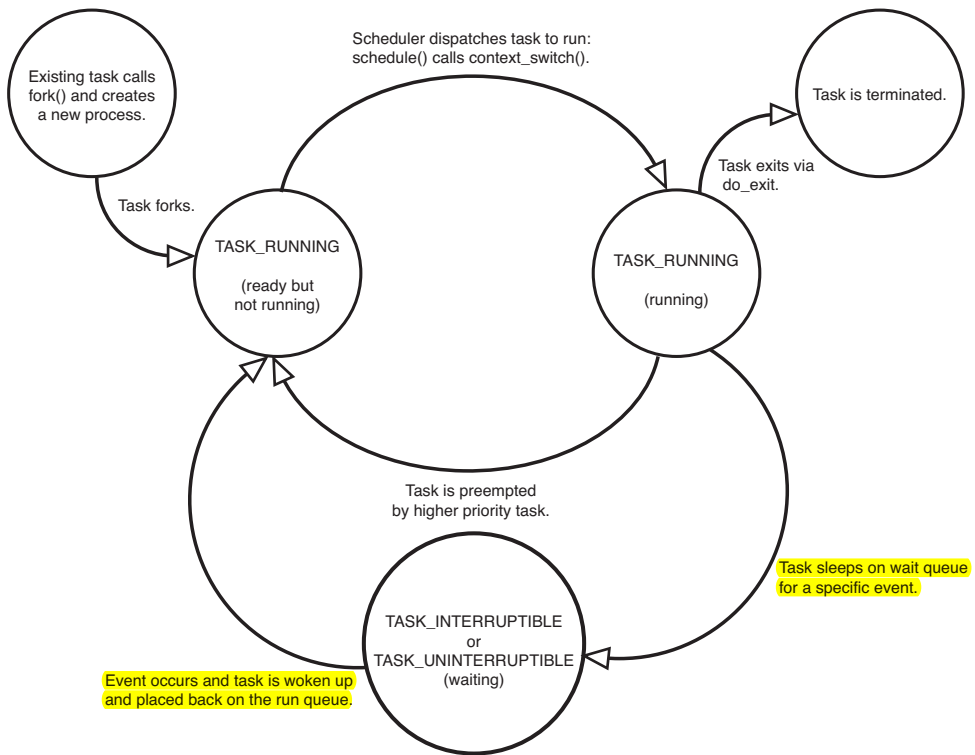 Scheduler dispatches task to run:
schedule() calls context_switch().
Existing task calls
fork() and creates
a new process.
Task is terminated.
Task exits via
do_exit.
Task forks.
TASK_RUNNING
(ready but
not running)
TASK_RUNNING
(running)
Task is preempted
by higher priority task.
Task sleeps on wait queue
for a specific event.
TASK_INTERRUPTIBLE
or
TASK_UNINTERRUPTIBLE
(waiting)
Event occurs and task is woken up
and placed back on the run queue.